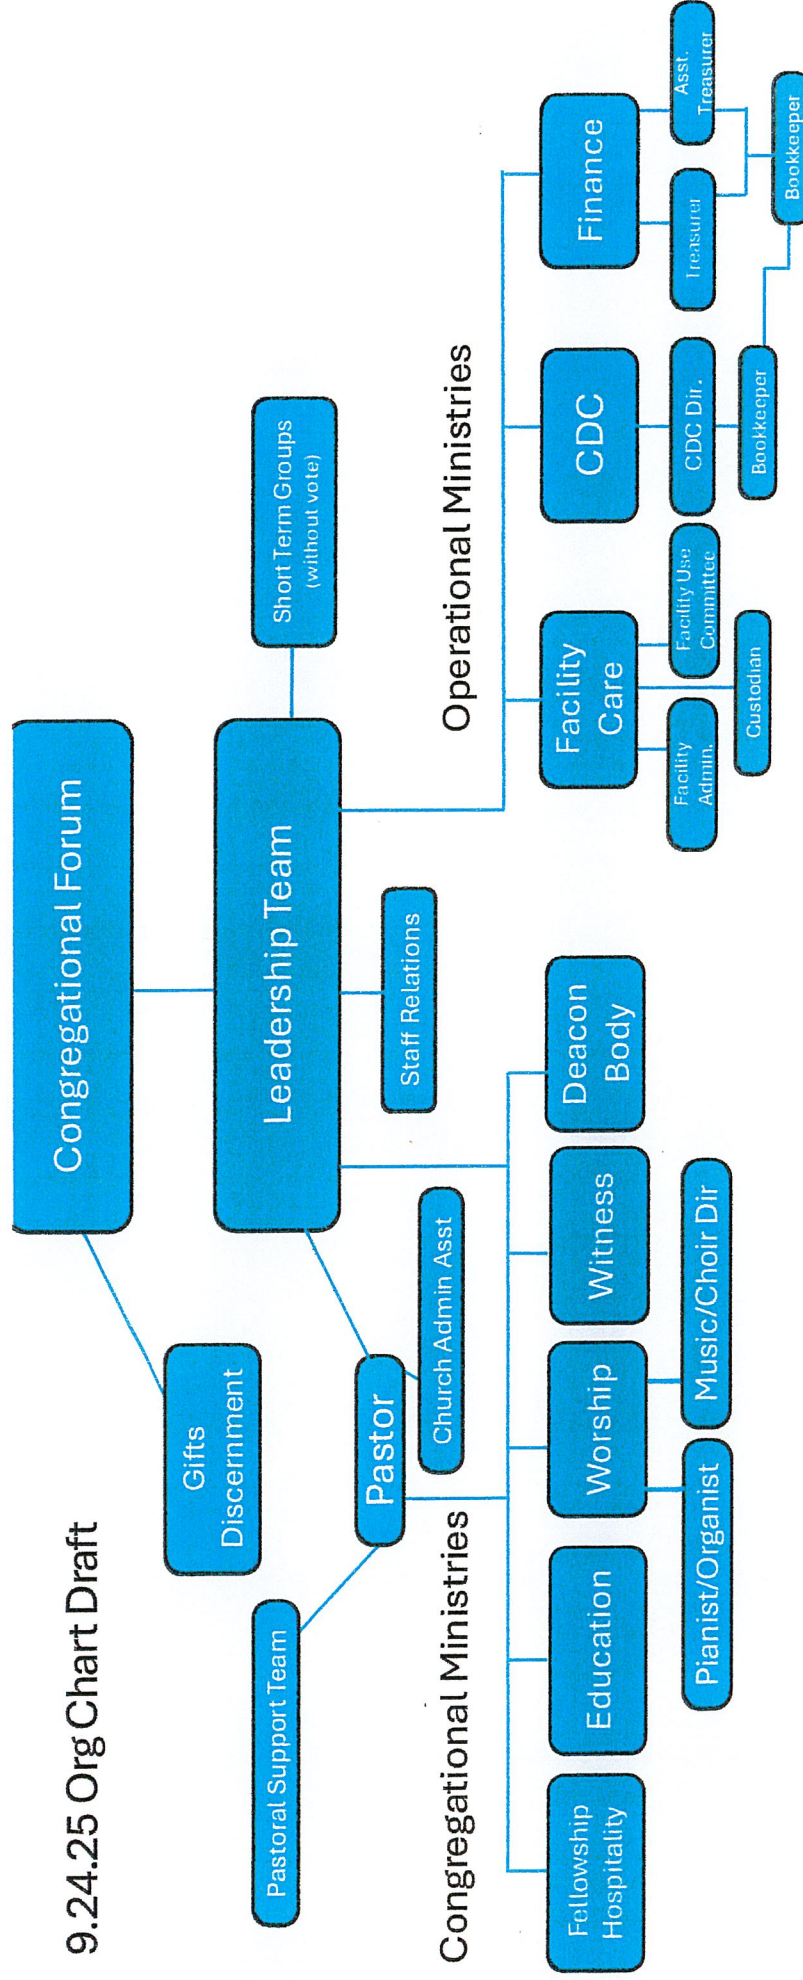 9.24.25 Org Chart Draft
Congregational Forum
Gifts
Discernment
Leadership Team
Short Term Groups
(without vote)
Pastoral Support Team
Pastor
Church Admin Asst
Staff Relations
Congregational Ministries
Operational Ministries
Fellowship
Hospitality
Education
Worship
Witness
Deacon
Body
Pianist/Organist
Music/Choir Dir
Facility
Care
CDC
Finance
Facility
Admin.
Facility Use
Committee
Custodian
CDC Dir.
Bookkeeper
Treasurer
Asst.
Treasurer
Bookkeeper